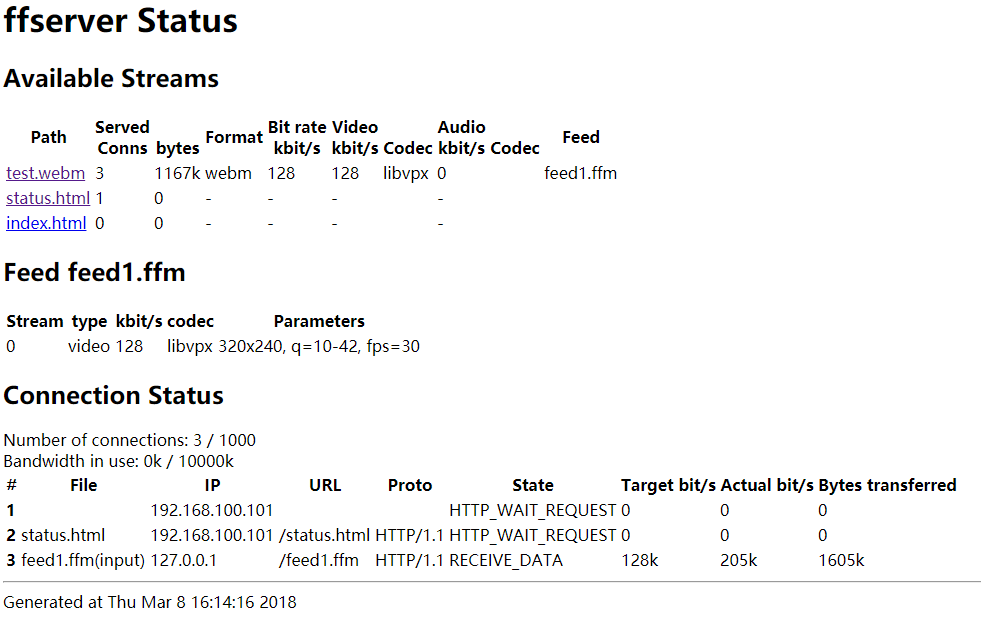 ffserver Status
Available Streams
Path Served Conns bytes Format Bit rate kbit/s Video kbit/s Codec Audio kbit/s Codec Feed
test.webm 3 1167k webm 128 128 libvpx 0 feed1.ffm
status.html 1 0 - - - -
index.html 0 0 - - - -
Feed feed1.ffm
Stream type kbit/s codec Parameters
0 video 128 libvpx 320x240, q=10-42, fps=30
Connection Status
Number of connections: 3 / 1000
Bandwidth in use: 0k / 10000k
# File IP URL Proto State Target bit/s Actual bit/s Bytes transferred
1 192.168.100.101 HTTP_WAIT_REQUEST 0 0 0
2 status.html 192.168.100.101 /status.html HTTP/1.1 HTTP_WAIT_REQUEST 0 0 0
3 feed1.ffm(input) 127.0.0.1 /feed1.ffm HTTP/1.1 RECEIVE_DATA 128k 205k 1605k
Generated at Thu Mar 8 16:14:16 2018